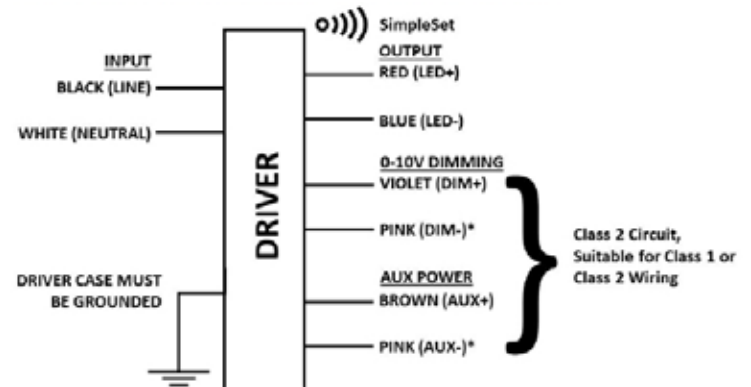 SimpleSet
INPUT
BLACK (LINE)
WHITE (NEUTRAL)
DRIVER CASE MUST
BE GROUNDED
DRIVER
OUTPUT
RED (LED+)
BLUE (LED-)
0-10V DIMMING
VIOLET (DIM+)
PINK (DIM-)*
AUX POWER
BROWN (AUX+)
PINK (AUX-)*
Class 2 Circuit,
Suitable for Class 1 or
Class 2 Wiring